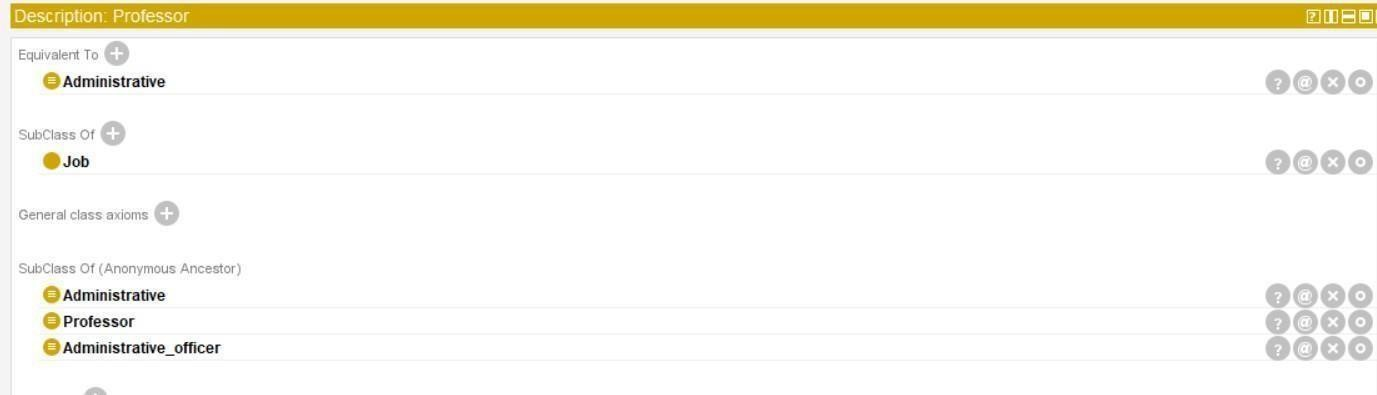 Description: Professor
Equivalent To
Administrative
SubClass Of
Job
General class axioms
SubClass Of (Anonymous Ancestor)
Administrative
Professor
Administrative_officer